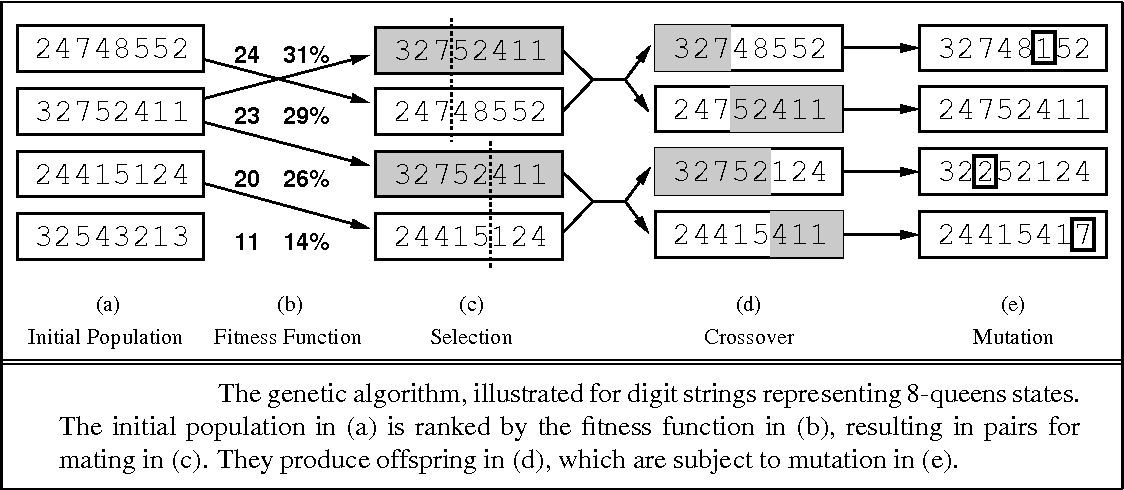 24748552 24 31% 32752411 32748552 32748152
32752411 23 29% 24748552 24752411 24752411
24415124 20 26% 32752411 32752124 32252124
32543213 11 14% 24415124 24415411 24415417
(a) (b) (c) (d) (e)
Initial Population Fitness Function Selection Crossover Mutation
The genetic algorithm, illustrated for digit strings representing 8-queens states.
The initial population in (a) is ranked by the fitness function in (b), resulting in pairs for
mating in (c). They produce offspring in (d), which are subject to mutation in (e).